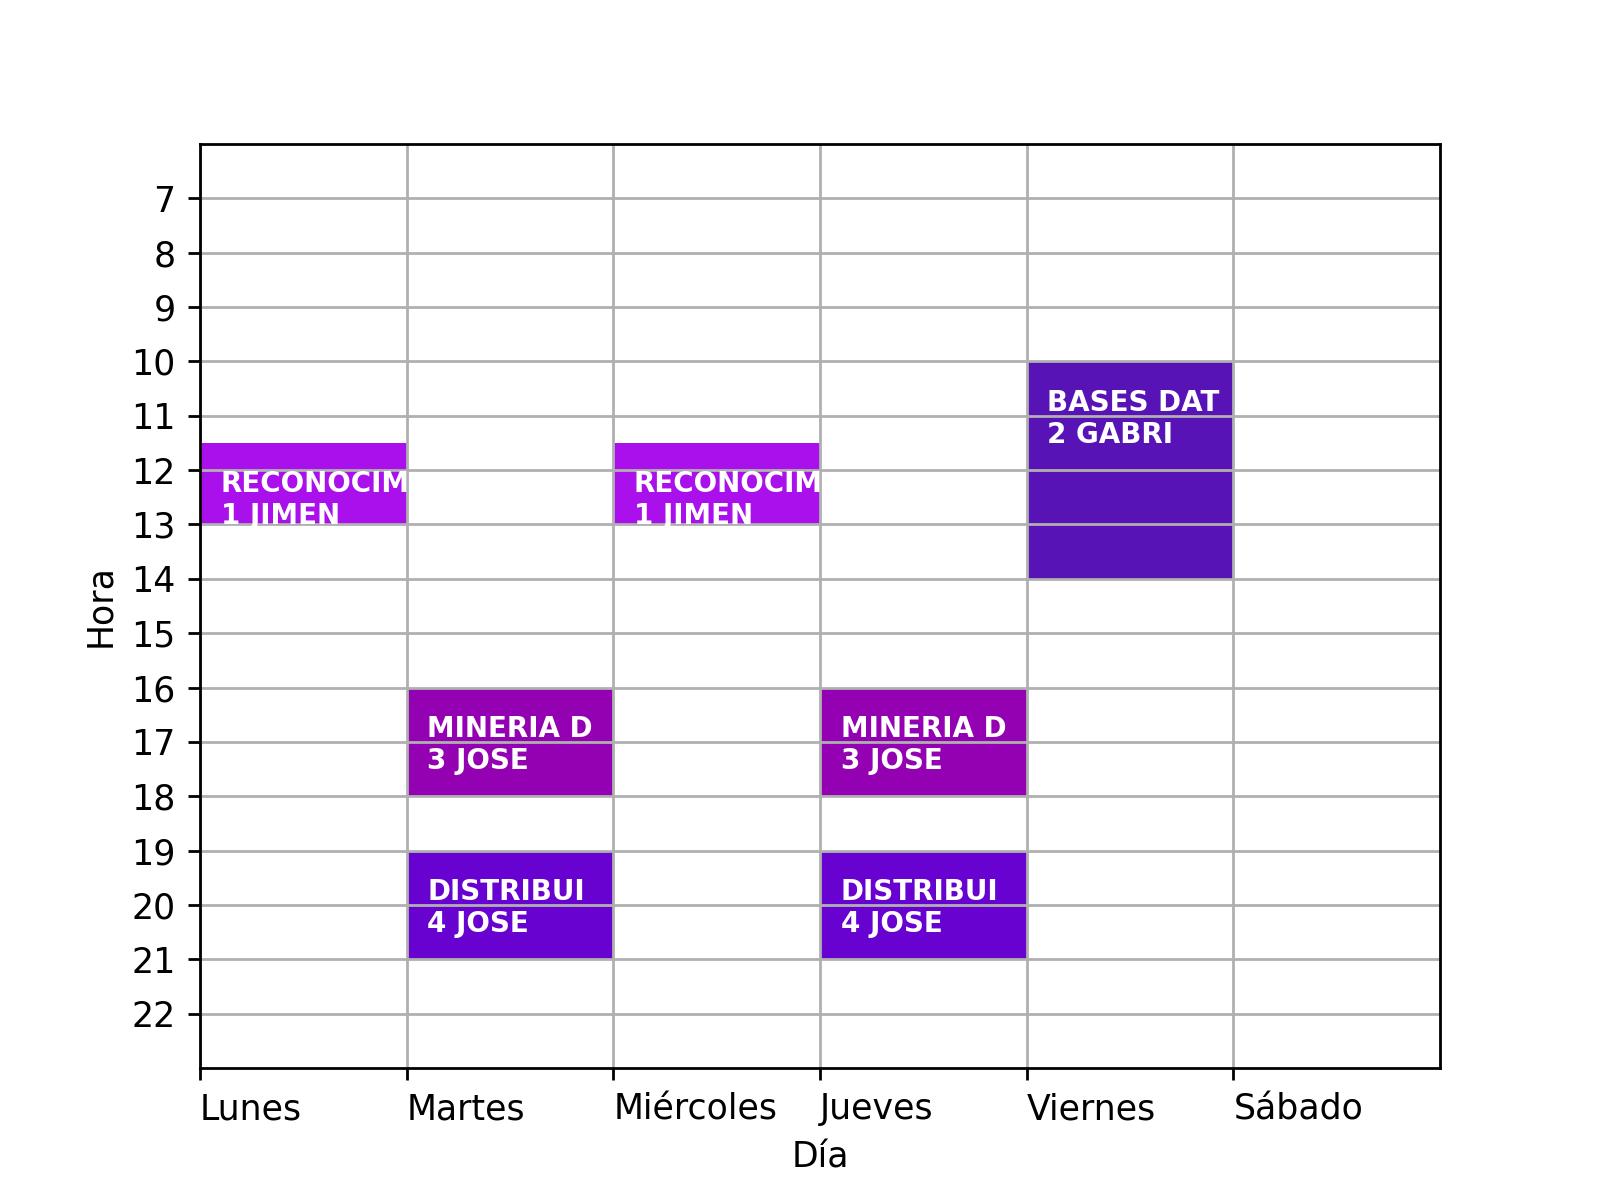 7
8
9
10
11
12
13
14
15
16
17
18
19
20
21
22
Hora
RECONOCIM
1 JIMEN
MINERIA D
3 JOSE
DISTRIBUI
4 JOSE
RECONOCIM
1 JIMEN
MINERIA D
3 JOSE
DISTRIBUI
4 JOSE
BASES DAT
2 GABRI
Lunes Martes Miércoles Jueves Viernes Sábado
Día